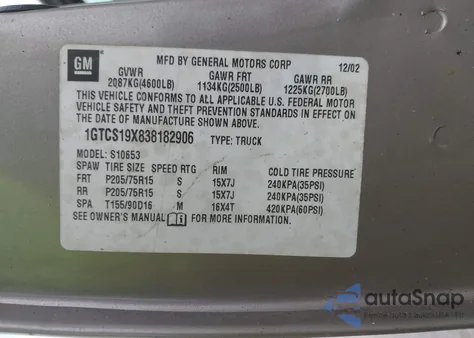 GM
MFD BY GENERAL MOTORS CORP 12/02
GVWR GAWR FRT GAWR RR
2087KG(4600LB) 1134KG(2500LB) 1225KG(2700LB)
THIS VEHICLE CONFORMS TO ALL APPLICABLE U.S. FEDERAL MOTOR
VEHICLE SAFETY AND THEFT PREVENTION STANDARDS IN EFFECT ON
THE DATE OF MANUFACTURE SHOWN ABOVE.
1GTCS19X838182906 TYPE: TRUCK
MODEL: S10653
SPAW TIRE SIZE SPEED RTG RIM COLD TIRE PRESSURE
FRT P205/75R15 S 15X7J 240KPA(35PSI)
RR P205/75R15 S 15X7J 240KPA(35PSI)
SPA T155/90D16 M 16X4T 420KPA(60PSI)
SEE OWNER'S MANUAL FOR MORE INFORMATION.
autoSnap